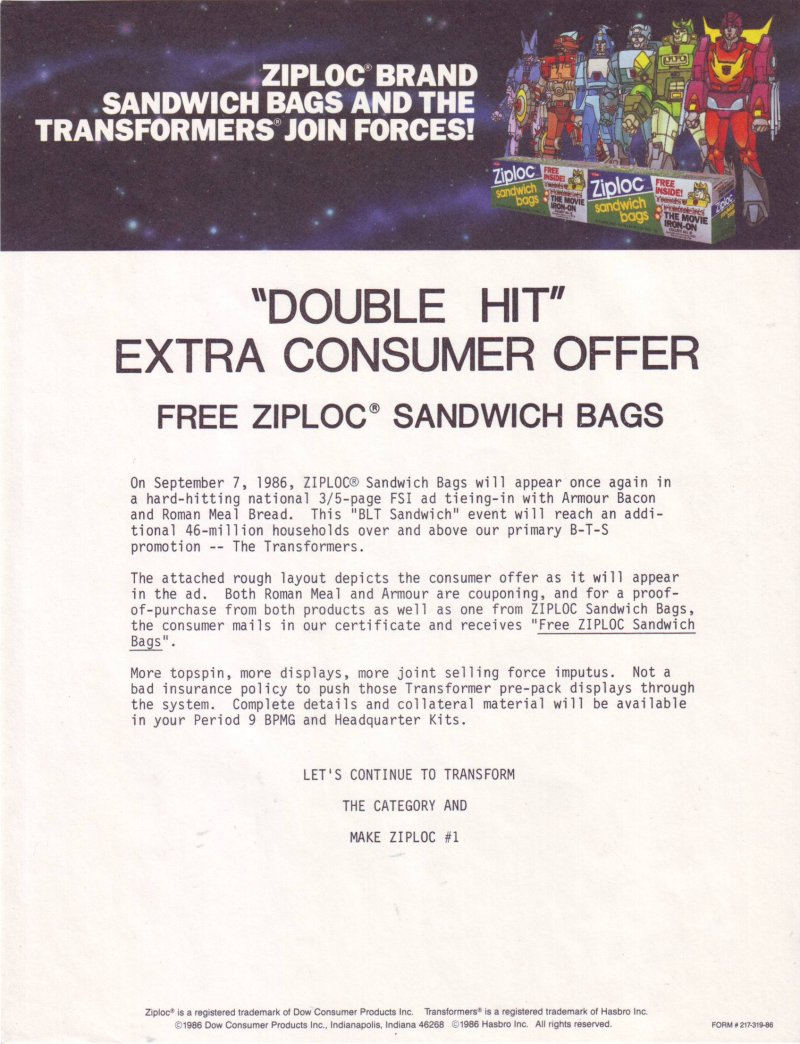 ZIPLOC® BRAND
SANDWICH BAGS AND THE
TRANSFORMERS® JOIN FORCES!
Ziploc
sandwich
bags
FREE
INSIDE!
THE MOVIE
IRON-ON
Ziploc
sandwich
bags
FREE
INSIDE!
THE MOVIE
IRON-ON
Ziploc
"DOUBLE HIT"
EXTRA CONSUMER OFFER
FREE ZIPLOC® SANDWICH BAGS
On September 7, 1986, ZIPLOC® Sandwich Bags will appear once again in
a hard-hitting national 3/5-page FSI ad tieing-in with Armour Bacon
and Roman Meal Bread. This "BLT Sandwich" event will reach an addi-
tional 46-million households over and above our primary B-T-S
promotion -- The Transformers.
The attached rough layout depicts the consumer offer as it will appear
in the ad. Both Roman Meal and Armour are couponing, and for a proof-
of-purchase from both products as well as one from ZIPLOC Sandwich Bags,
the consumer mails in our certificate and receives "Free ZIPLOC Sandwich
Bags".
More topspin, more displays, more joint selling force imputus. Not a
bad insurance policy to push those Transformer pre-pack displays through
the system. Complete details and collateral material will be available
in your Period 9 BPMG and Headquarter Kits.
LET'S CONTINUE TO TRANSFORM
THE CATEGORY AND
MAKE ZIPLOC #1
Ziploc® is a registered trademark of Dow Consumer Products Inc. Transformers® is a registered trademark of Hasbro Inc.
©1986 Dow Consumer Products Inc., Indianapolis, Indiana 46268 ©1986 Hasbro Inc. All rights reserved.
FORM # 217-319-86